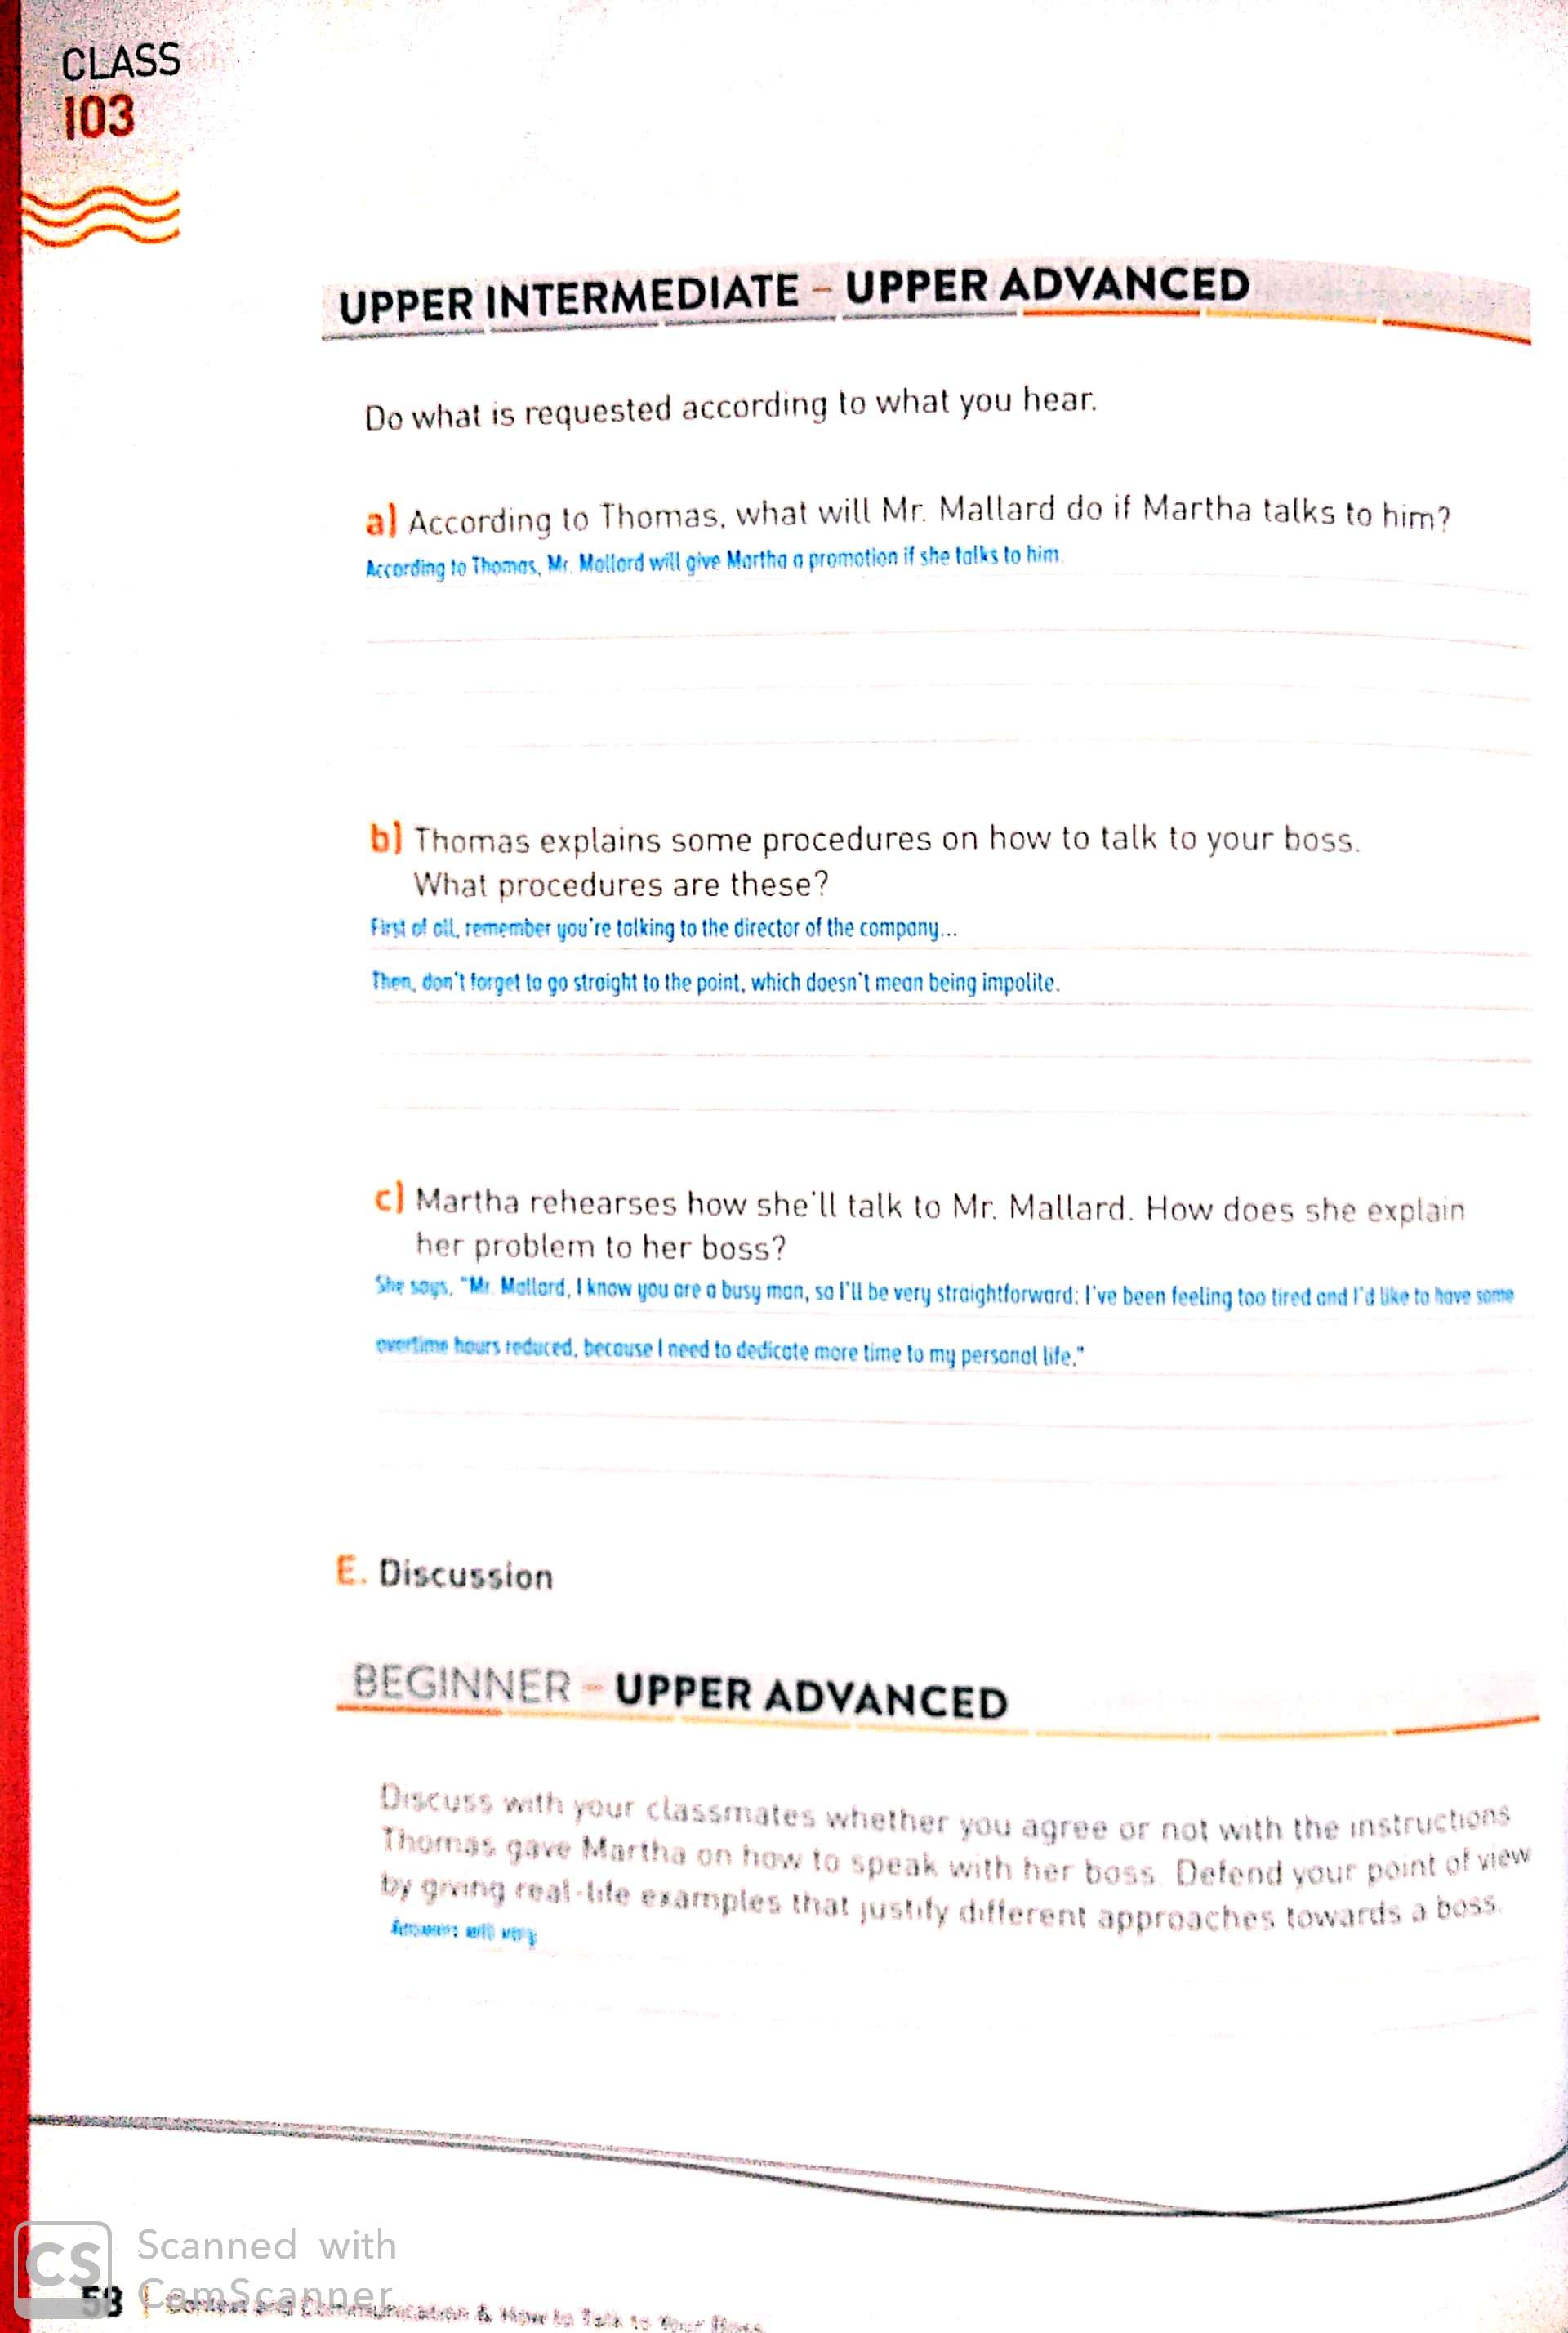 CLASS
103
UPPER INTERMEDIATE - UPPER ADVANCED
Do what is requested according to what you hear.
a) According to Thomas, what will Mr. Mallard do if Martha talks to him?
According to Thomas, Mr. Mallard will give Martha a promotion if she talks to him.
b) Thomas explains some procedures on how to talk to your boss.
What procedures are these?
First of all, remember you're talking to the director of the company...
Then, don't forget to go straight to the point, which doesn't mean being impolite.
c) Martha rehearses how she'll talk to Mr. Mallard. How does she explain
her problem to her boss?
She says, "Mr. Mallard, I know you are a busy man, so I'll be very straightforward: I've been feeling too tired and I'd like to have some
overtime hours reduced, because I need to dedicate more time to my personal life."
E. Discussion
BEGINNER - UPPER ADVANCED
Discuss with your classmates whether you agree or not with the instructions
Thomas gave Martha on how to speak with her boss. Defend your point of view
by giving real-life examples that justify different approaches towards a boss.
Answers will vary.
CS
Scanned with
CamScanner
58 | Context and Communication & How to Talk to Your Boss